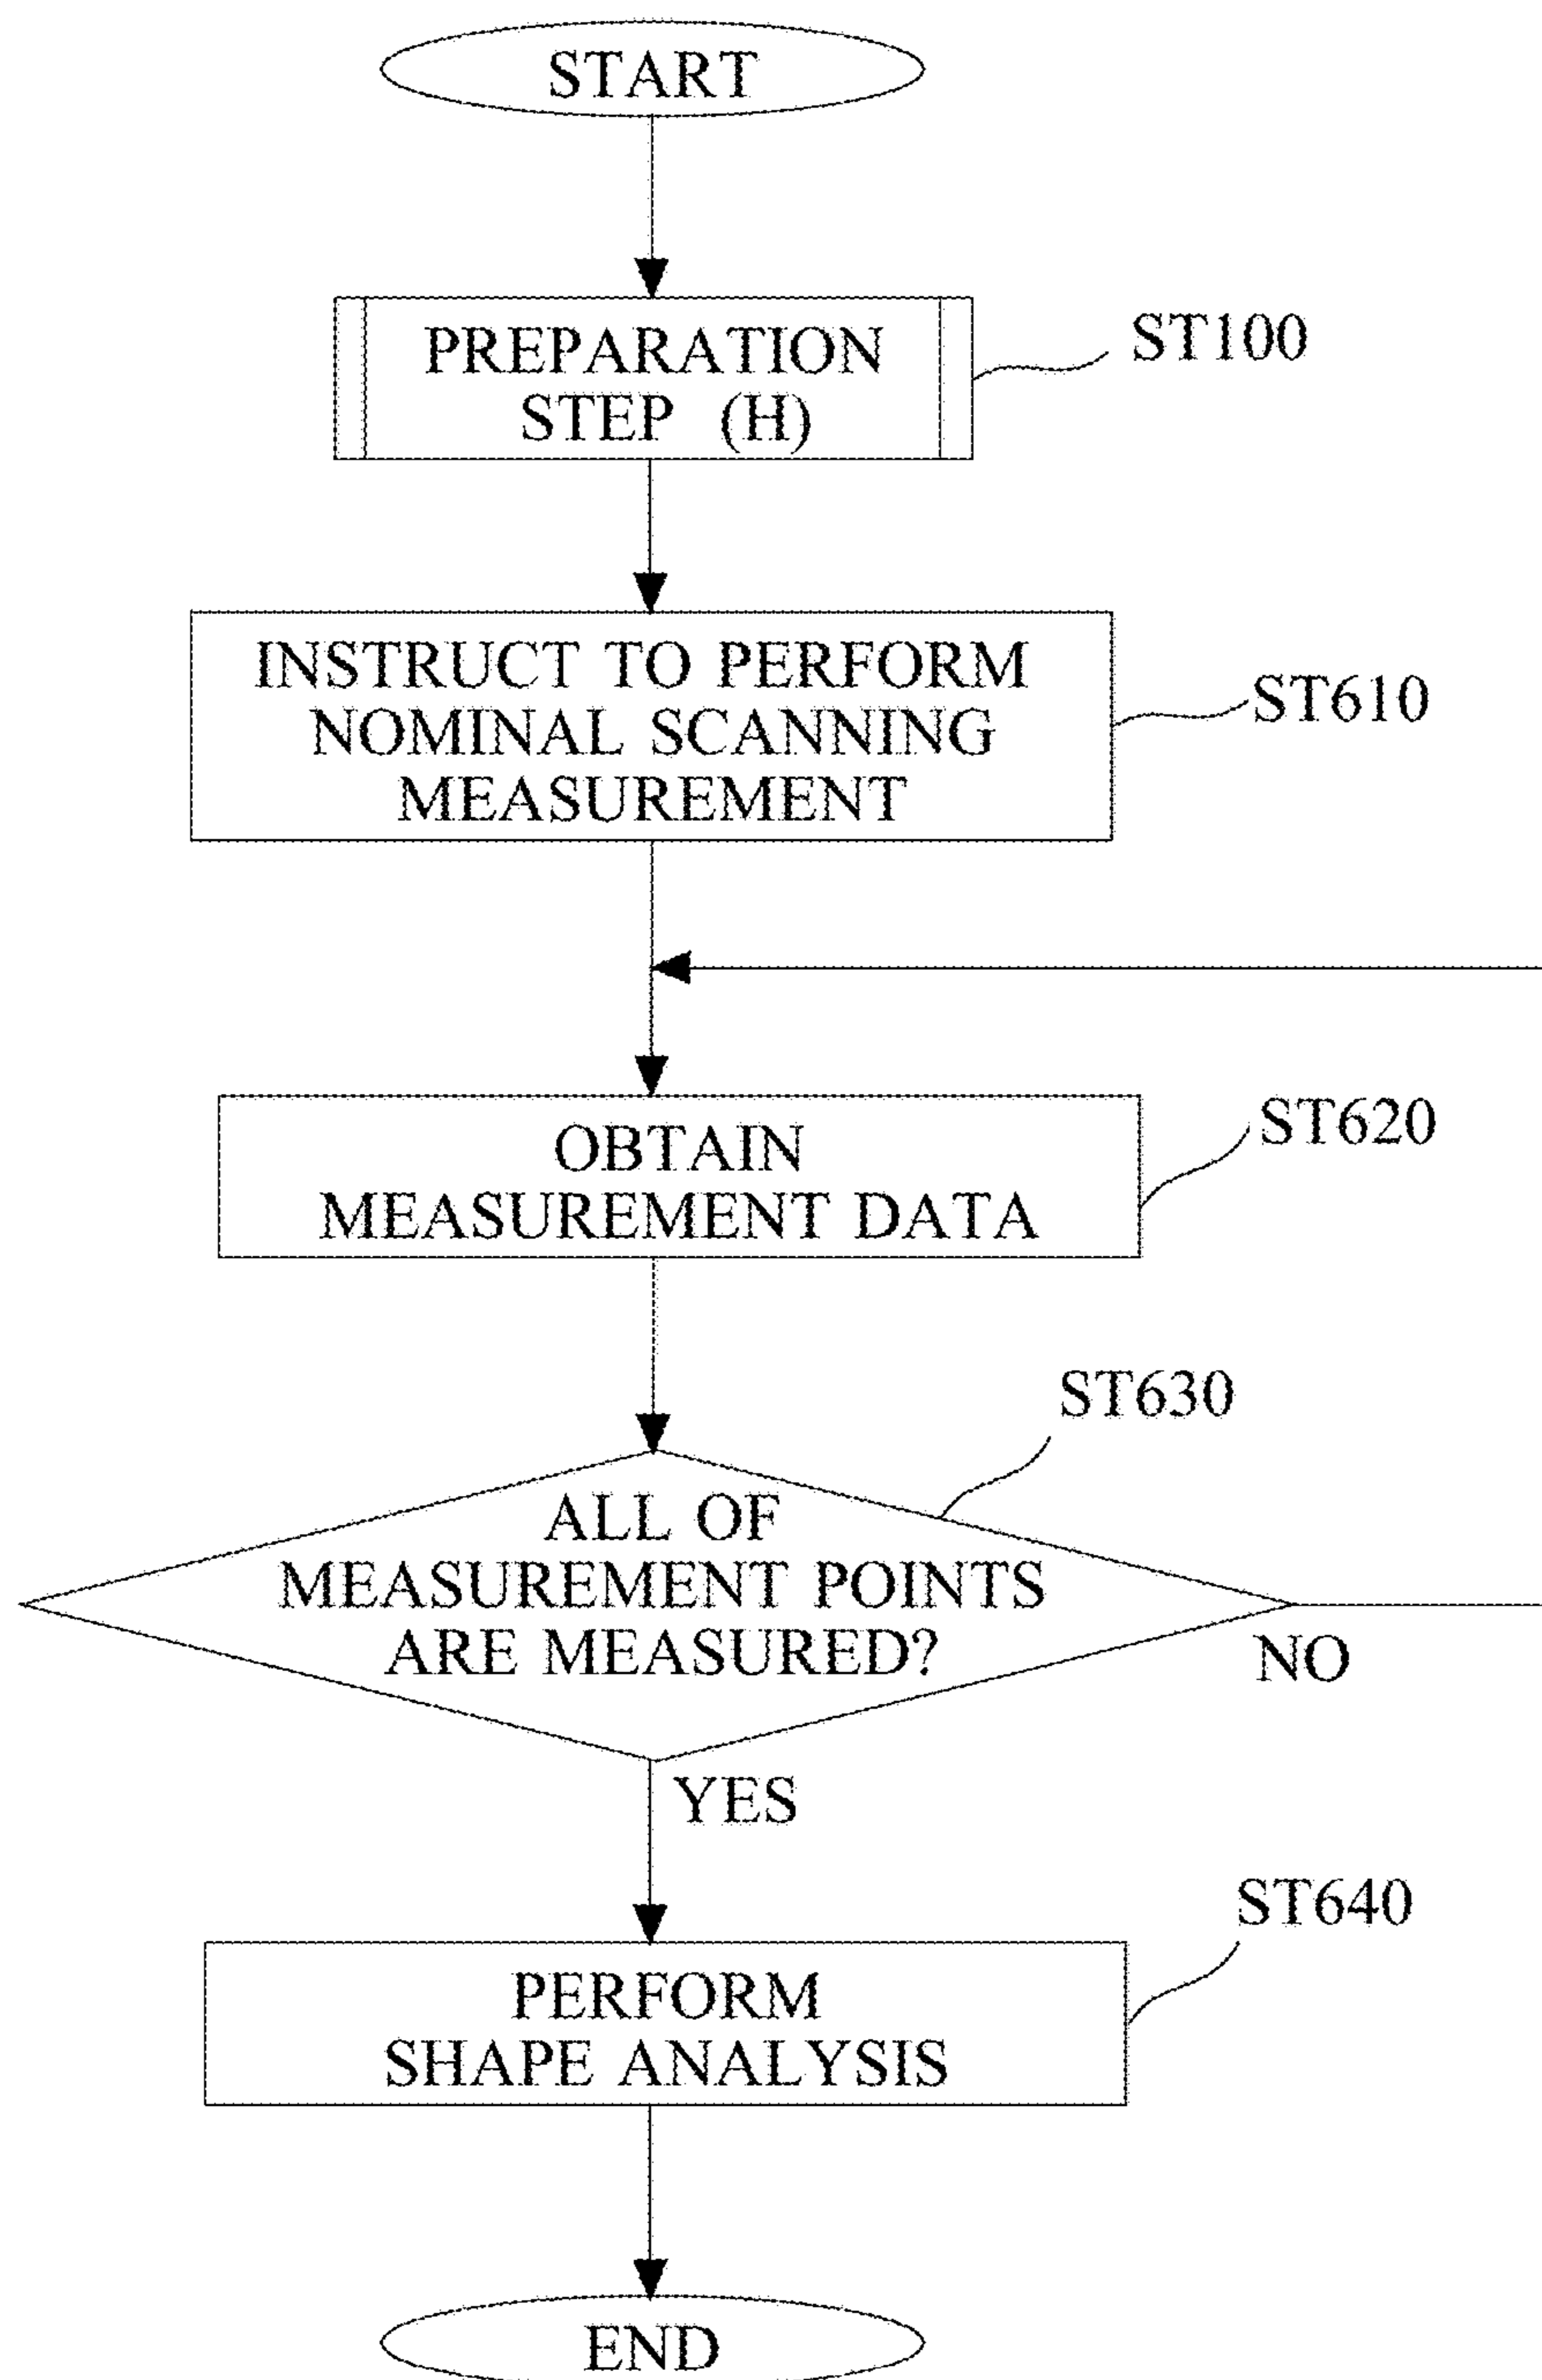 START
PREPARATION
STEP (H)
ST100
INSTRUCT TO PERFORM
NOMINAL SCANNING
MEASUREMENT
ST610
OBTAIN
MEASUREMENT DATA
ST620
ST630
ALL OF
MEASUREMENT POINTS
ARE MEASURED?
NO
YES
ST640
PERFORM
SHAPE ANALYSIS
END